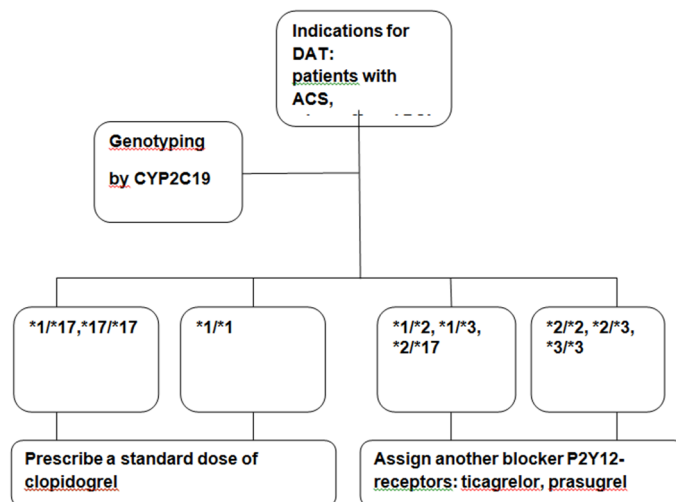 Indications for
DAT:
patients with
ACS,
Genotyping
by CYP2C19
*1/*17,*17/*17
*1/*1
*1/*2, *1/*3,
*2/*17
*2/*2, *2/*3,
*3/*3
Prescribe a standard dose of
clopidogrel
Assign another blocker P2Y12-
receptors: ticagrelor, prasugrel